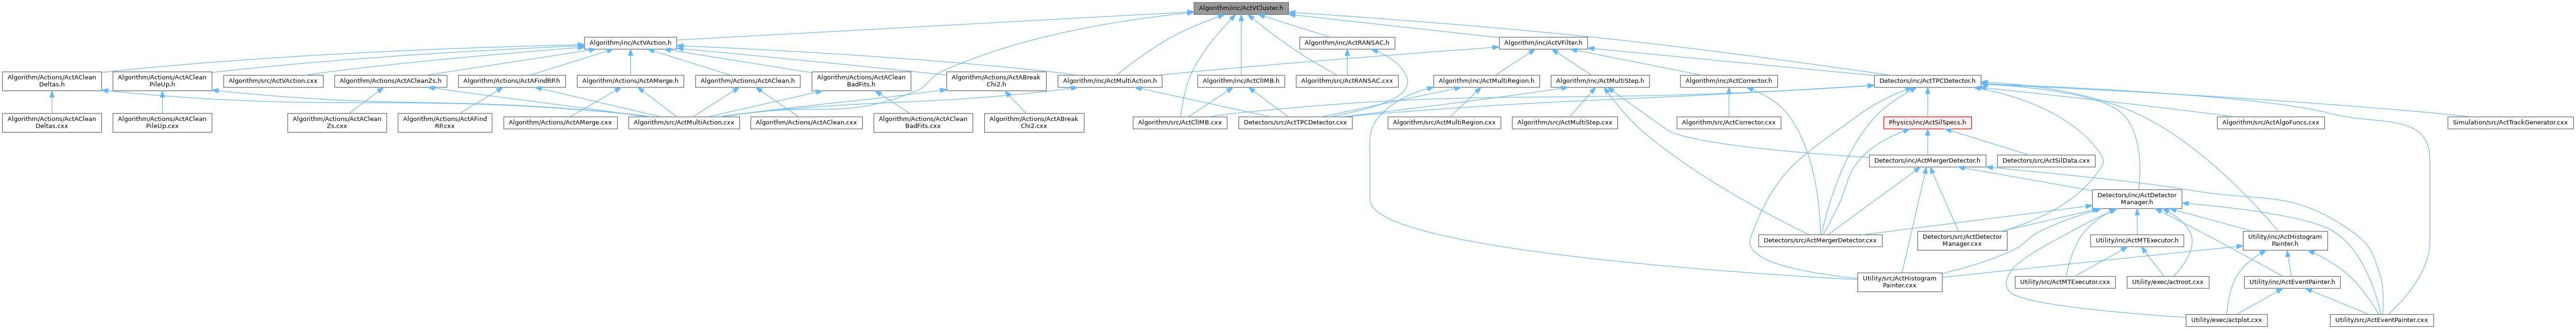 Algorithm/inc/ActVCluster.h
Algorithm/inc/ActVAction.h
Algorithm/inc/ActRANSAC.h
Algorithm/inc/ActVFilter.h
Algorithm/Actions/ActAClean
Deltas.h
Algorithm/Actions/ActAClean
PileUp.h
Algorithm/src/ActVAction.cxx
Algorithm/Actions/ActACleanZs.h
Algorithm/Actions/ActAFindRP.h
Algorithm/Actions/ActAMerge.h
Algorithm/Actions/ActAClean.h
Algorithm/Actions/ActAClean
BadFits.h
Algorithm/Actions/ActABreak
Chi2.h
Algorithm/inc/ActMultiAction.h
Algorithm/inc/ActClIMB.h
Algorithm/src/ActRANSAC.cxx
Algorithm/inc/ActMultiRegion.h
Algorithm/inc/ActMultiStep.h
Algorithm/inc/ActCorrector.h
Detectors/inc/ActTPCDetector.h
Algorithm/Actions/ActAClean
Deltas.cxx
Algorithm/Actions/ActAClean
PileUp.cxx
Algorithm/Actions/ActAClean
Zs.cxx
Algorithm/Actions/ActAFind
RP.cxx
Algorithm/Actions/ActAMerge.cxx
Algorithm/src/ActMultiAction.cxx
Algorithm/Actions/ActAClean.cxx
Algorithm/Actions/ActAClean
BadFits.cxx
Algorithm/Actions/ActABreak
Chi2.cxx
Algorithm/src/ActClIMB.cxx
Detectors/src/ActTPCDetector.cxx
Algorithm/src/ActMultiRegion.cxx
Algorithm/src/ActMultiStep.cxx
Algorithm/src/ActCorrector.cxx
Physics/inc/ActSilSpecs.h
Algorithm/src/ActAlgoFuncs.cxx
Simulation/src/ActTrackGenerator.cxx
Detectors/inc/ActMergerDetector.h
Detectors/src/ActSilData.cxx
Detectors/inc/ActDetector
Manager.h
Detectors/src/ActMergerDetector.cxx
Detectors/src/ActDetector
Manager.cxx
Utility/inc/ActMTExecutor.h
Utility/inc/ActHistogram
Painter.h
Utility/src/ActHistogram
Painter.cxx
Utility/src/ActMTExecutor.cxx
Utility/exec/actroot.cxx
Utility/inc/ActEventPainter.h
Utility/exec/actplot.cxx
Utility/src/ActEventPainter.cxx